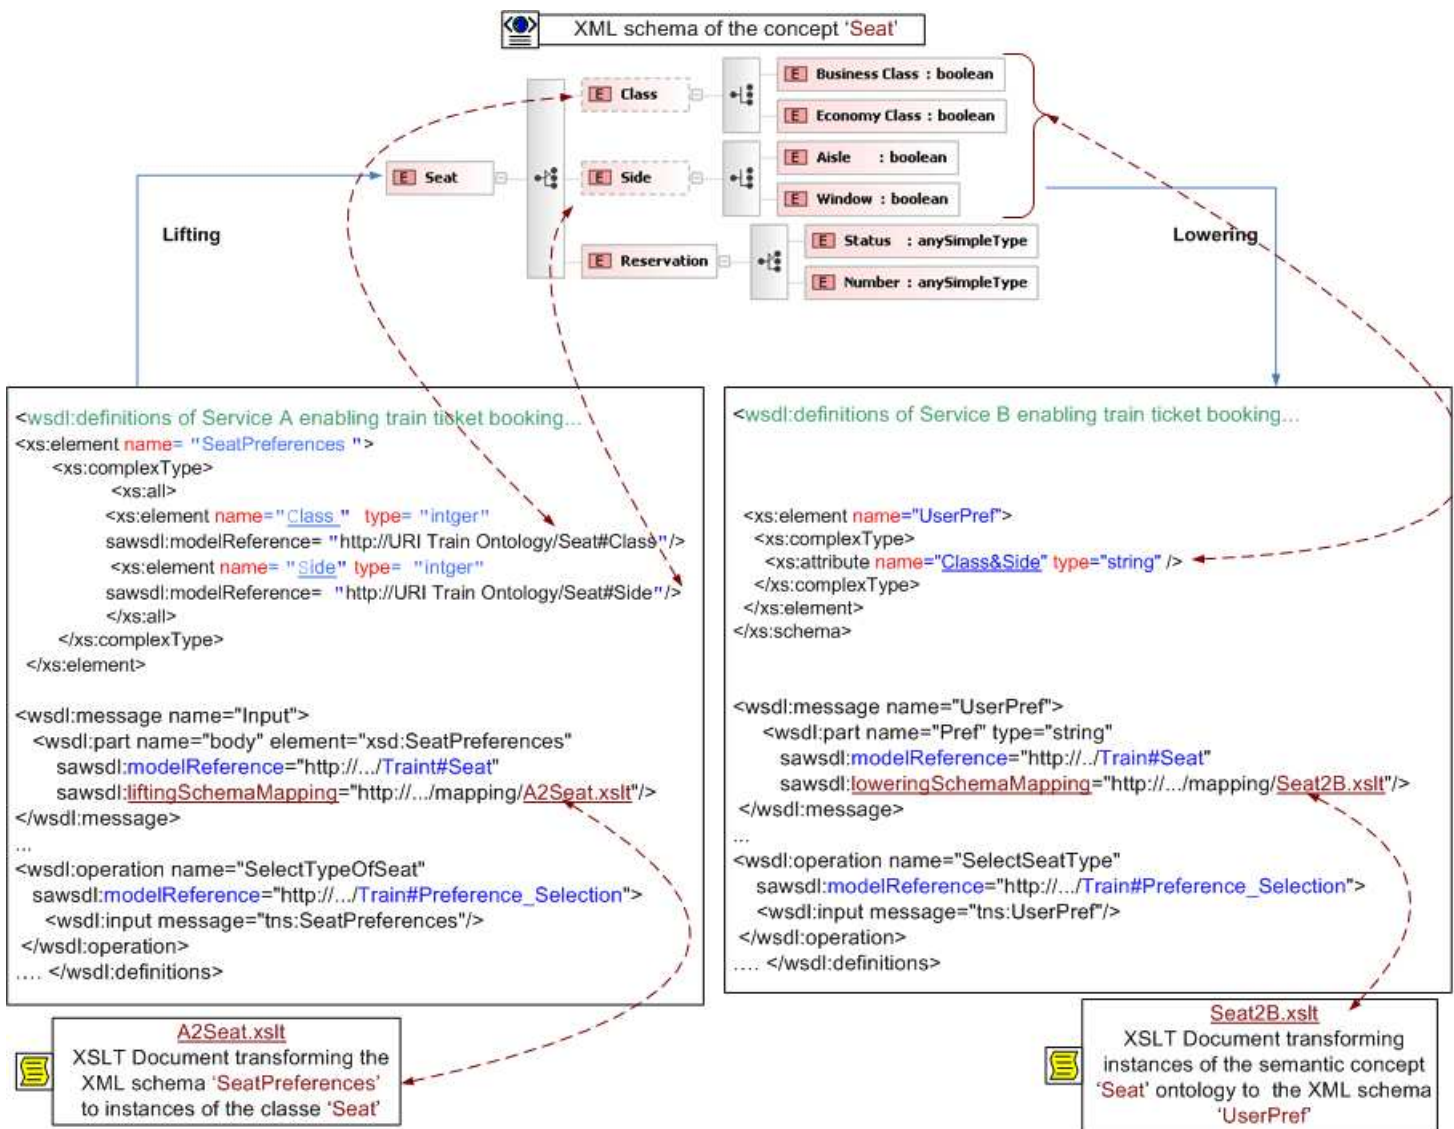 XML schema of the concept 'Seat'
E Class
E Business Class : boolean
E Economy Class : boolean
E Seat
E Side
E Aisle : boolean
E Window : boolean
E Reservation
E Status : anySimpleType
E Number : anySimpleType
Lifting
Lowering
<wsdl:definitions of Service A enabling train ticket booking...
<xs:element name= "SeatPreferences ">
<xs:complexType>
<xs:all>
<xs:element name="Class " type= "intger"
sawsdl:modelReference= "http://URI Train Ontology/Seat#Class"/>
<xs:element name= "Side" type= "intger"
sawsdl:modelReference= "http://URI Train Ontology/Seat#Side"/>
</xs:all>
</xs:complexType>
</xs:element>
<wsdl:message name="Input">
<wsdl:part name="body" element="xsd:SeatPreferences"
sawsdl:modelReference="http://.../Traint#Seat"
sawsdl:liftingSchemaMapping="http://.../mapping/A2Seat.xslt"/>
</wsdl:message>
...
<wsdl:operation name="SelectTypeOfSeat"
sawsdl:modelReference="http://.../Train#Preference_Selection">
<wsdl:input message="tns:SeatPreferences"/>
</wsdl:operation>
.... </wsdl:definitions>
<wsdl:definitions of Service B enabling train ticket booking...
<xs:element name="UserPref">
<xs:complexType>
<xs:attribute name="Class&Side" type="string" />
</xs:complexType>
</xs:element>
</xs:schema>
<wsdl:message name="UserPref">
<wsdl:part name="Pref" type="string"
sawsdl:modelReference="http://../Train#Seat"
sawsdl:loweringSchemaMapping="http://.../mapping/Seat2B.xslt"/>
</wsdl:message>
...
<wsdl:operation name="SelectSeatType"
sawsdl:modelReference="http://.../Train#Preference_Selection">
<wsdl:input message="tns:UserPref"/>
</wsdl:operation>
.... </wsdl:definitions>
A2Seat.xslt
XSLT Document transforming the
XML schema 'SeatPreferences'
to instances of the classe 'Seat'
Seat2B.xslt
XSLT Document transforming
instances of the semantic concept
'Seat' ontology to the XML schema
'UserPref'